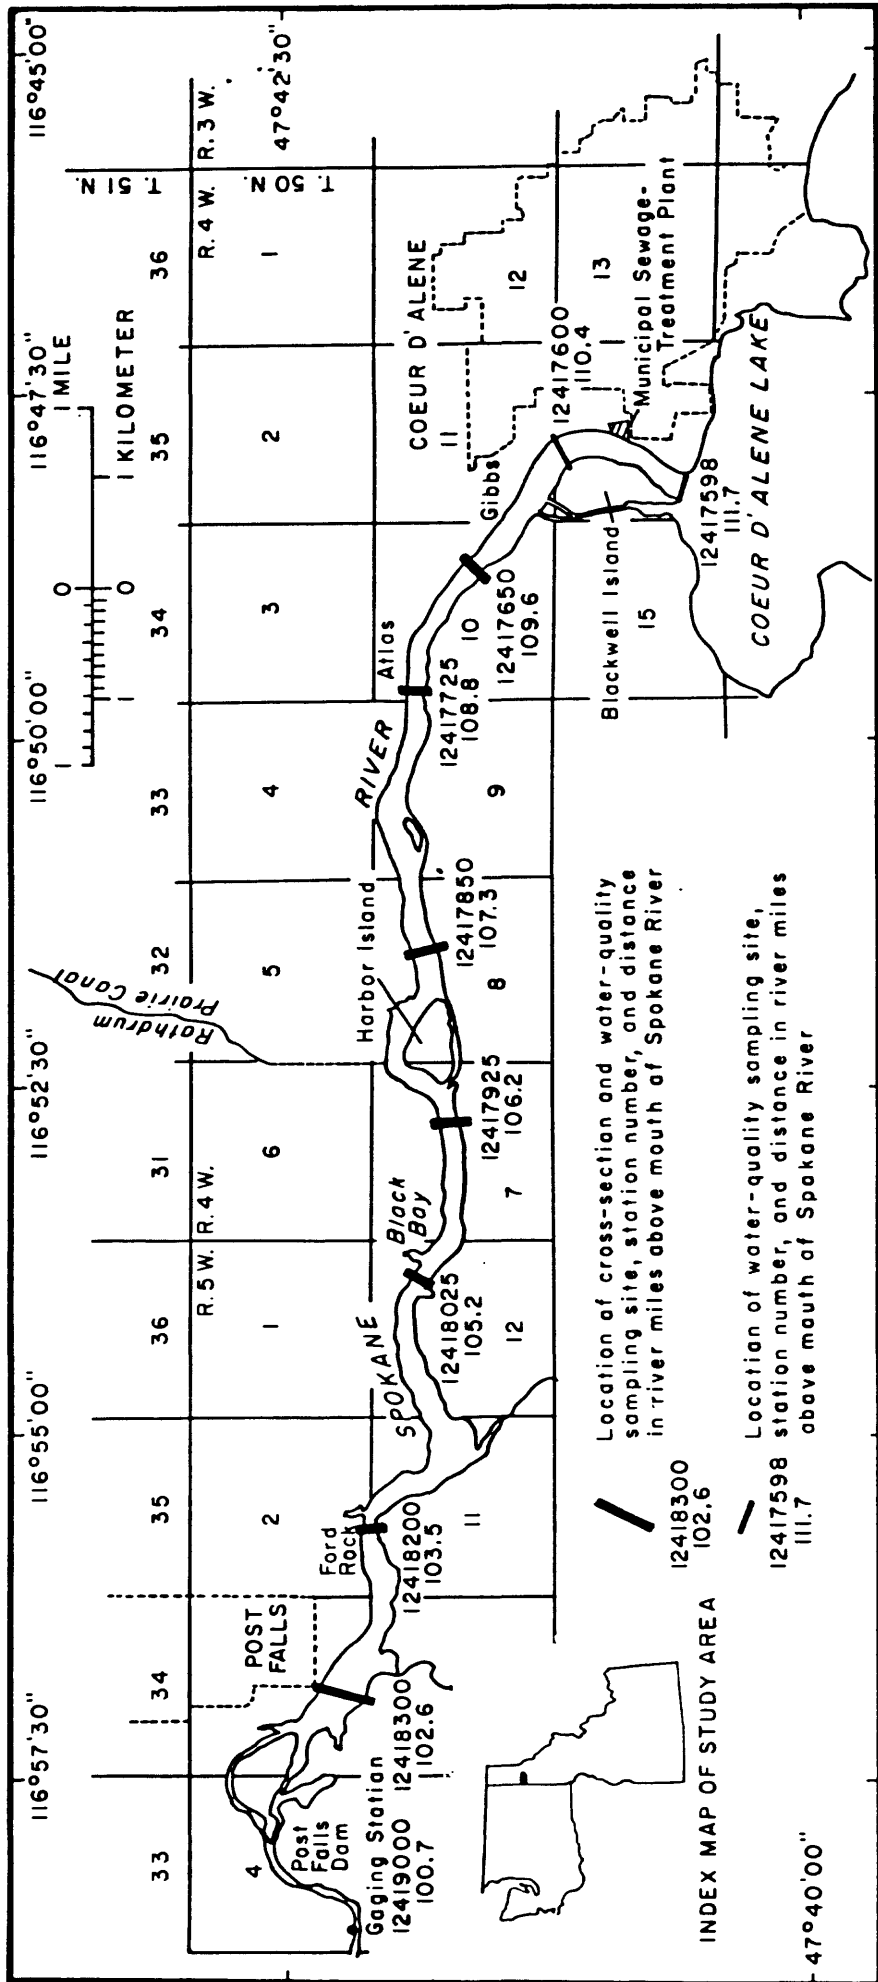 116°57'30"
116°55'00"
116°52'30"
116°50'00"
116°47'30"
116°45'00"
1 0 1 MILE
1 0 1 KILOMETER
33 34 35 36 31 32 33 34 35 36
T. 51 N.
R. 5 W. R. 4 W.
R. 4 W. R. 3 W.
T. 50 N.
47°42'30"
4
2 1 6 5 4 3 2 1
Rathdrum
Prairie Canal
POST
FALLS
Post
Falls
Dam
Ford
Rock
SPOKANE
RIVER
Black
Bay
Harbor Island
Atlas
COEUR D'ALENE
Gibbs
11 12 7 8 9 10 11 12
Gaging Station
12419000
100.7
12418300
102.6
12418200
103.5
12418025
105.2
12417925
106.2
12417850
107.3
12417725
108.8
12417650
109.6
12417600
110.4
13
Municipal Sewage-
Treatment Plant
Blackwell Island
15
12417598
111.7
COEUR D'ALENE LAKE
INDEX MAP OF STUDY AREA
12418300
102.6
Location of cross-section and water-quality
sampling site, station number, and distance
in river miles above mouth of Spokane River
12417598
111.7
Location of water-quality sampling site,
station number, and distance in river miles
above mouth of Spokane River
47°40'00"